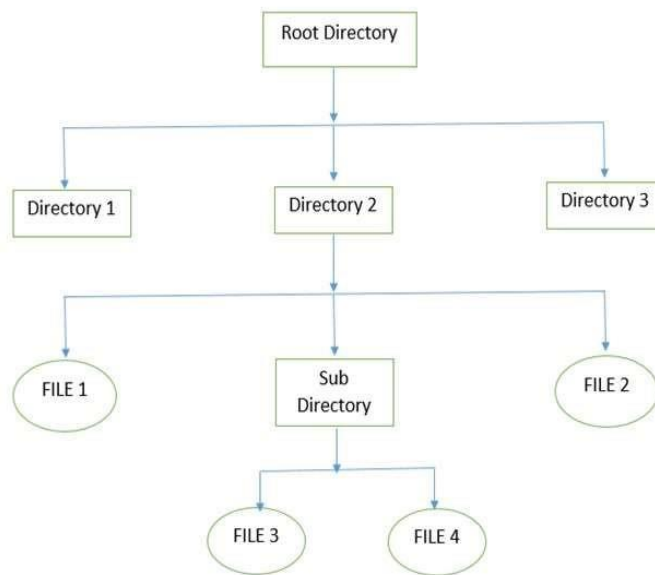 Root Directory
Directory 1
Directory 2
Directory 3
FILE 1
Sub
Directory
FILE 2
FILE 3
FILE 4